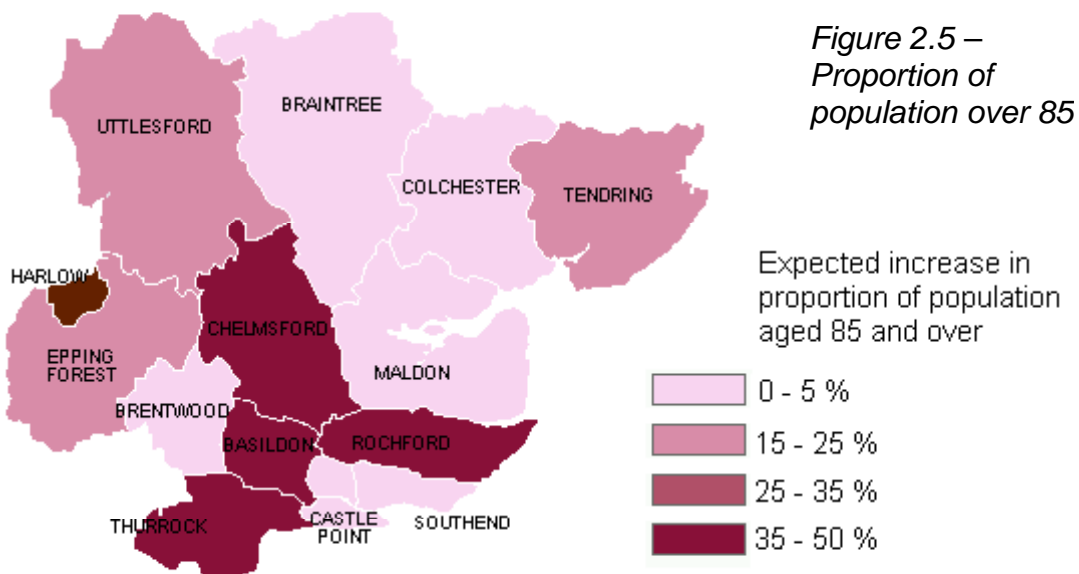 Figure 2.5 –
Proportion of
population over 85
BRAINTREE
UTTLESFORD
COLCHESTER
TENDRING
HARLOW
CHELMSFORD
EPPING
FOREST
MALDON
BRENTWOOD
BASILDON
ROCHFORD
THURROCK
CASTLE
POINT
SOUTHEND
Expected increase in
proportion of population
aged 85 and over
0 - 5 %
15 - 25 %
25 - 35 %
35 - 50 %